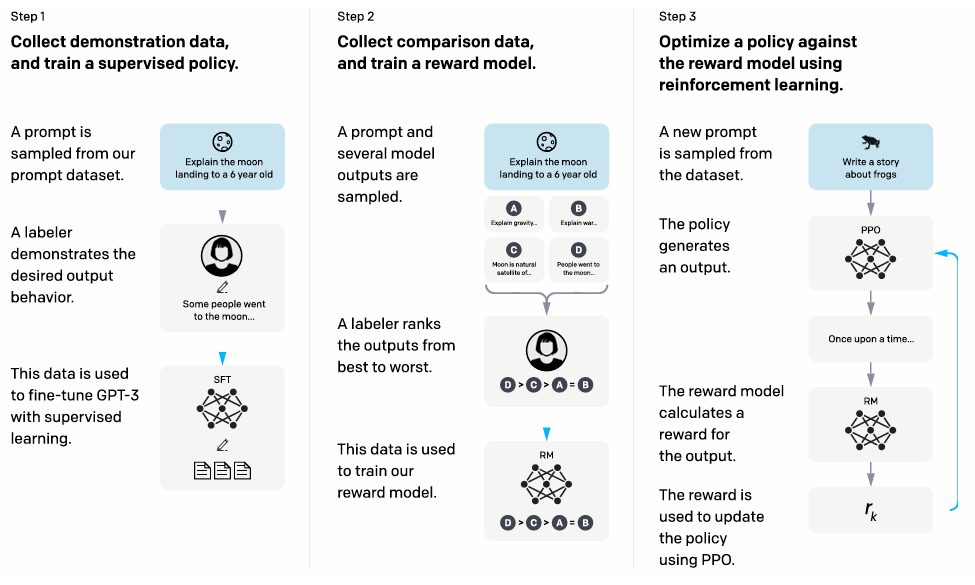 Step 1
Collect demonstration data,
and train a supervised policy.
A prompt is
sampled from our
prompt dataset.
Explain the moon
landing to a 6 year old
A labeler
demonstrates the
desired output
behavior.
Some people went
to the moon...
This data is used
to fine-tune GPT-3
with supervised
learning.
SFT
Step 2
Collect comparison data,
and train a reward model.
A prompt and
several model
outputs are
sampled.
Explain the moon
landing to a 6 year old
A
Explain gravity...
B
Explain war...
C
Moon is natural
satellite of...
D
People went to
the moon...
A labeler ranks
the outputs from
best to worst.
D > C > A = B
This data is used
to train our
reward model.
RM
D > C > A = B
Step 3
Optimize a policy against
the reward model using
reinforcement learning.
A new prompt
is sampled from
the dataset.
Write a story
about frogs
The policy
generates
an output.
PPO
Once upon a time...
The reward model
calculates a
reward for
the output.
RM
The reward is
used to update
the policy
using PPO.
rk